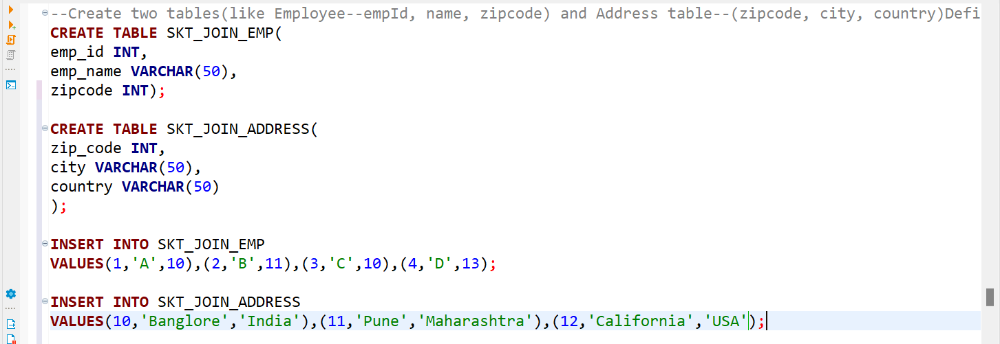 --Create two tables(like Employee--empId, name, zipcode) and Address table--(zipcode, city, country)Defi
CREATE TABLE SKT_JOIN_EMP(
emp_id INT,
emp_name VARCHAR(50),
zipcode INT);
CREATE TABLE SKT_JOIN_ADDRESS(
zip_code INT,
city VARCHAR(50),
country VARCHAR(50)
);
INSERT INTO SKT_JOIN_EMP
VALUES(1,'A',10),(2,'B',11),(3,'C',10),(4,'D',13);
INSERT INTO SKT_JOIN_ADDRESS
VALUES(10,'Banglore','India'),(11,'Pune','Maharashtra'),(12,'California','USA');